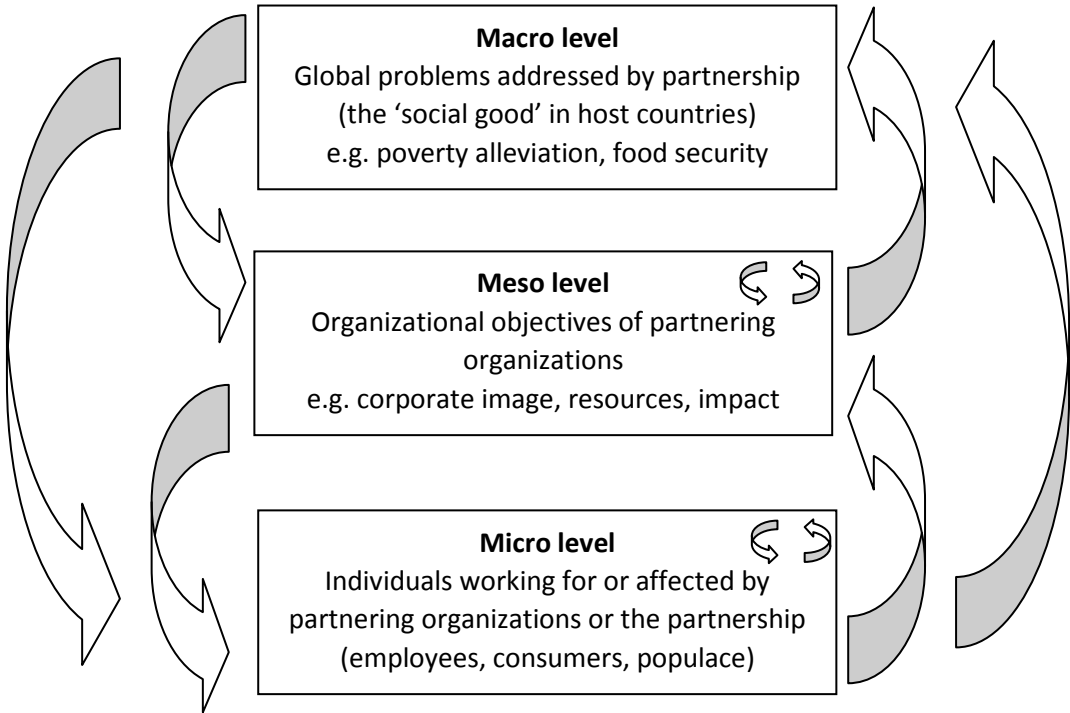 Macro level
Global problems addressed by partnership
(the ‘social good’ in host countries)
e.g. poverty alleviation, food security
Meso level
Organizational objectives of partnering
organizations
e.g. corporate image, resources, impact
Micro level
Individuals working for or affected by
partnering organizations or the partnership
(employees, consumers, populace)